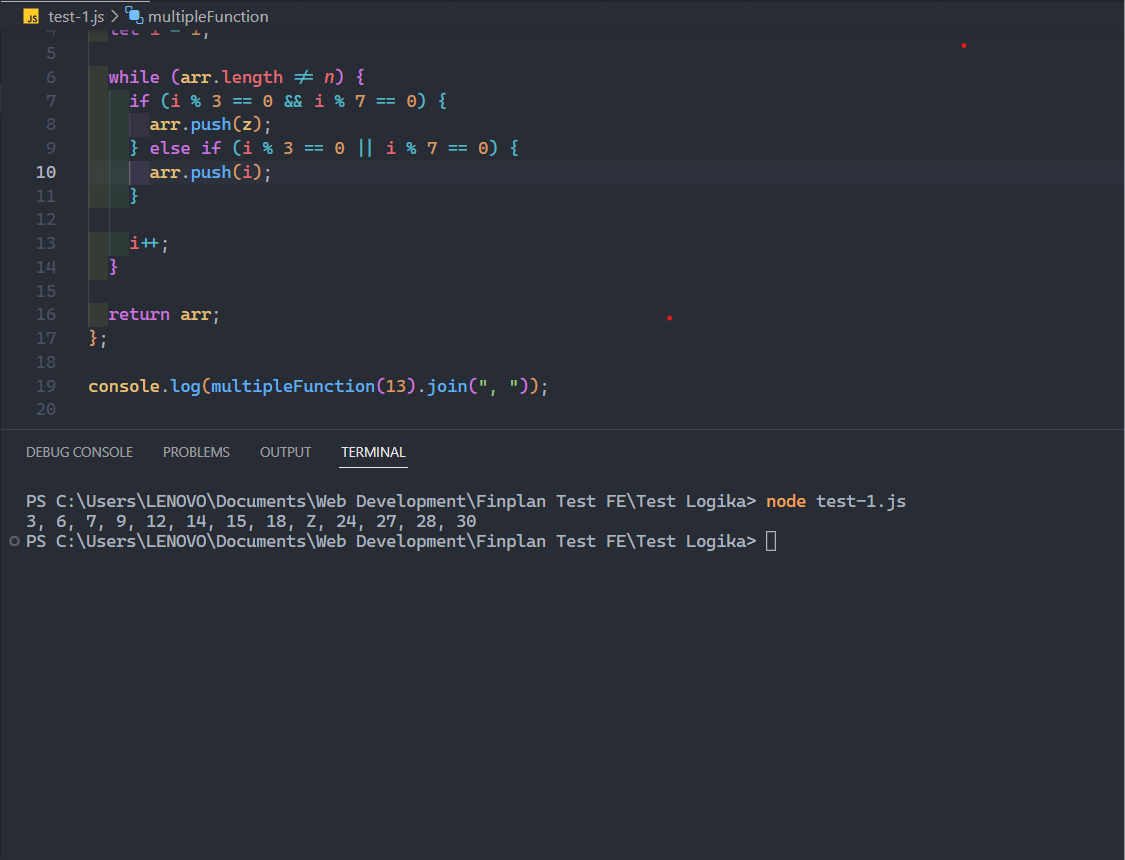 JS test-1.js > multipleFunction
4 let i = 1;
5
6 while (arr.length ≠ n) {
7 if (i % 3 == 0 && i % 7 == 0) {
8 arr.push(z);
9 } else if (i % 3 == 0 || i % 7 == 0) {
10 arr.push(i);
11 }
12
13 i++;
14 }
15
16 return arr;
17 };
18
19 console.log(multipleFunction(13).join(", "));
20
DEBUG CONSOLE PROBLEMS OUTPUT TERMINAL
PS C:\Users\LENOVO\Documents\Web Development\Finplan Test FE\Test Logika> node test-1.js
3, 6, 7, 9, 12, 14, 15, 18, Z, 24, 27, 28, 30
PS C:\Users\LENOVO\Documents\Web Development\Finplan Test FE\Test Logika>